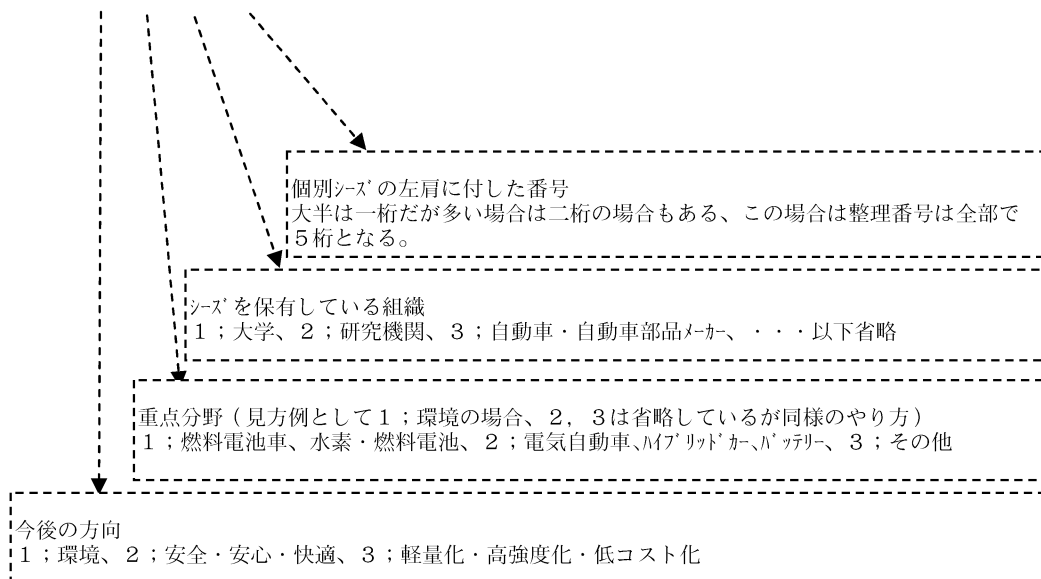 個別ｼｰｽﾞの左肩に付した番号
大半は一桁だが多い場合は二桁の場合もある、この場合は整理番号は全部で
５桁となる。
ｼｰｽﾞを保有している組織
１；大学、２；研究機関、３；自動車・自動車部品ﾒｰｶｰ、・・・以下省略
重点分野（見方例として１；環境の場合、２，３は省略しているが同様のやり方）
１；燃料電池車、水素・燃料電池、２；電気自動車、ﾊｲﾌﾞﾘｯﾄﾞｶｰ、ﾊﾞｯﾃﾘｰ、３；その他
今後の方向
１；環境、２；安全・安心・快適、３；軽量化・高強度化・低コスト化